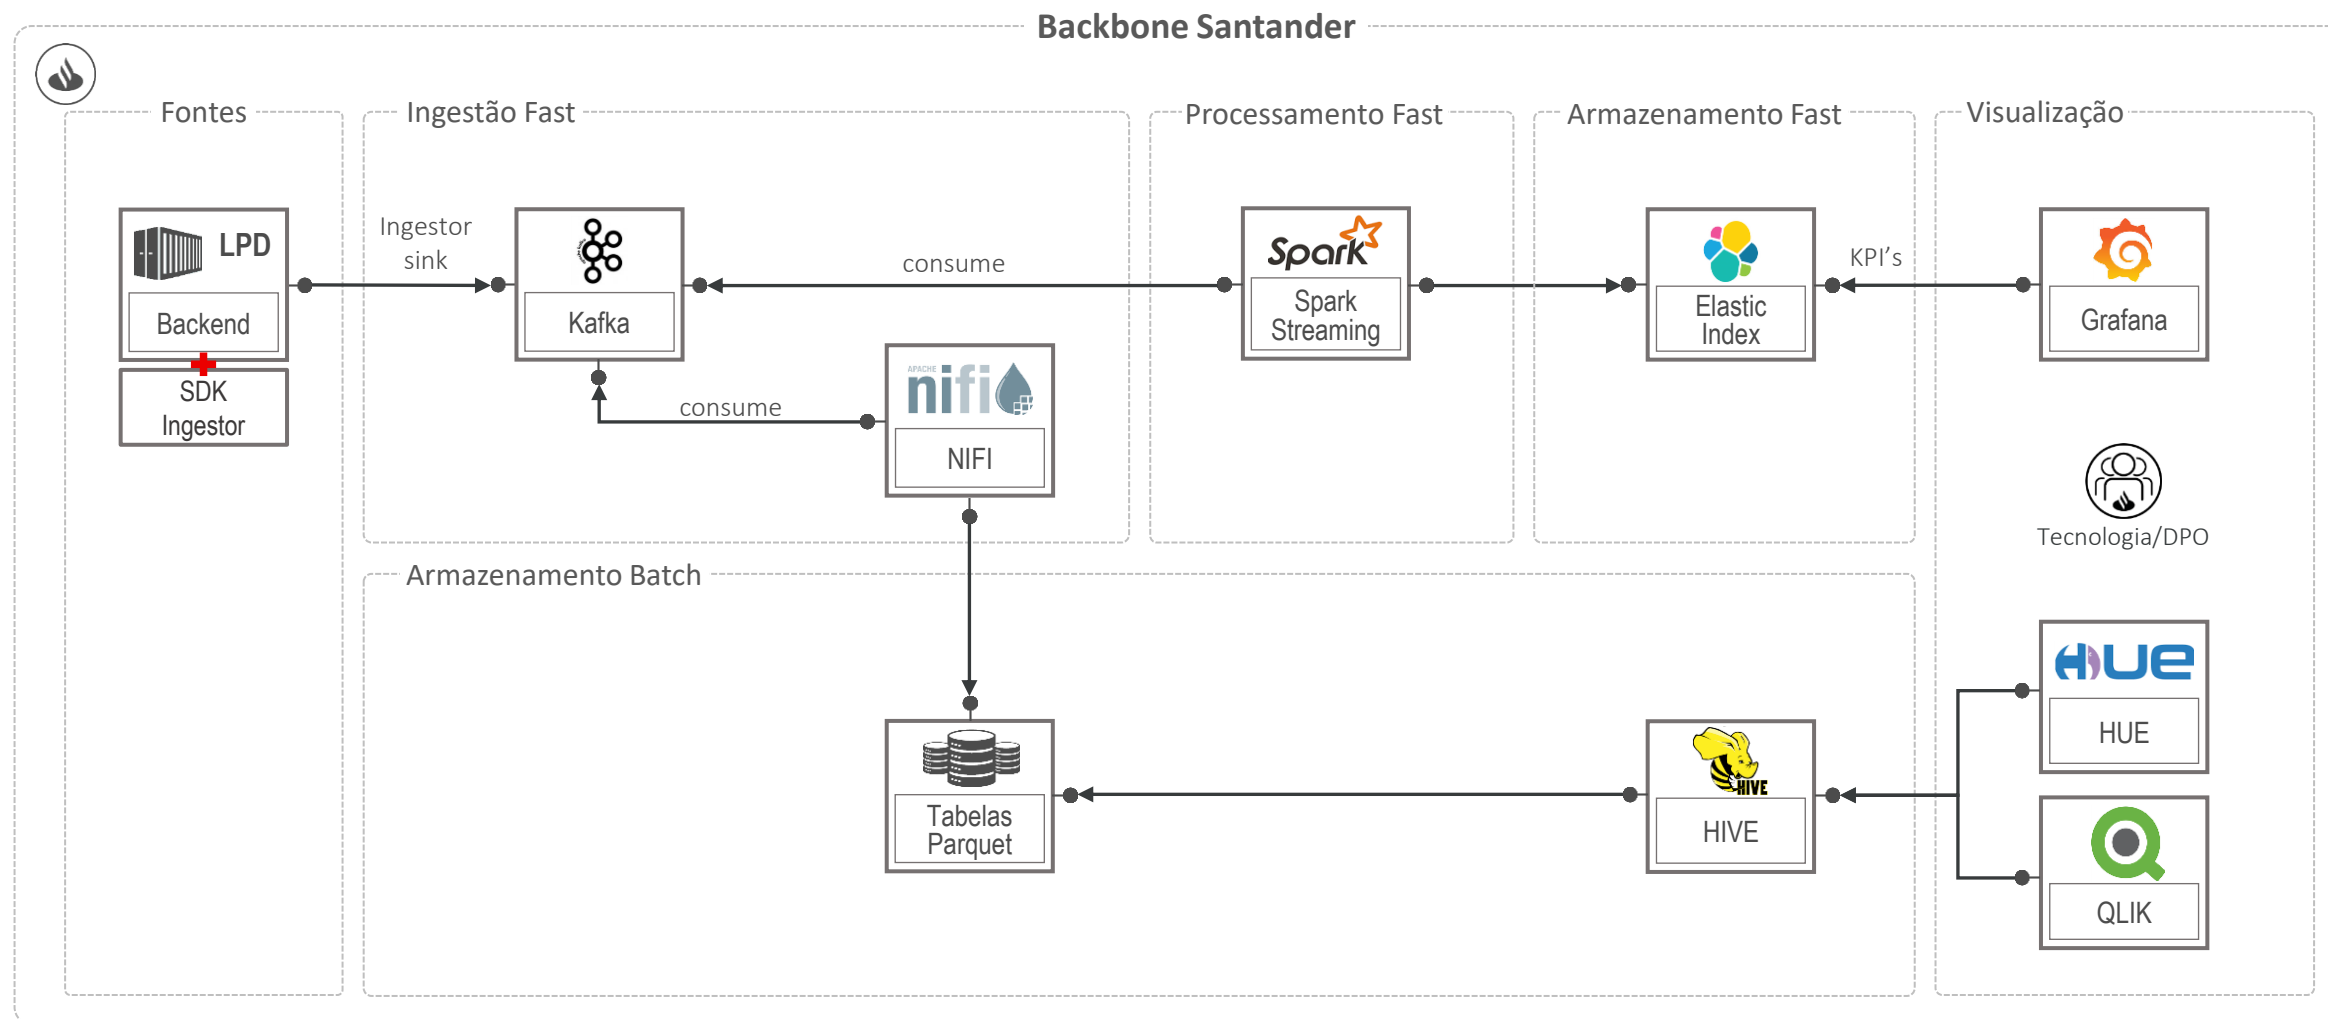 Backbone Santander
Fontes
Ingestão Fast
Processamento Fast
Armazenamento Fast
Visualização
LPD
Backend
SDK
Ingestor
Ingestor
sink
Kafka
consume
consume
APACHE
nifi
NIFI
Spark
Spark
Streaming
Elastic
Index
KPI's
Grafana
Tecnologia/DPO
Armazenamento Batch
Tabelas
Parquet
HIVE
HIVE
HUE
HUE
QLIK